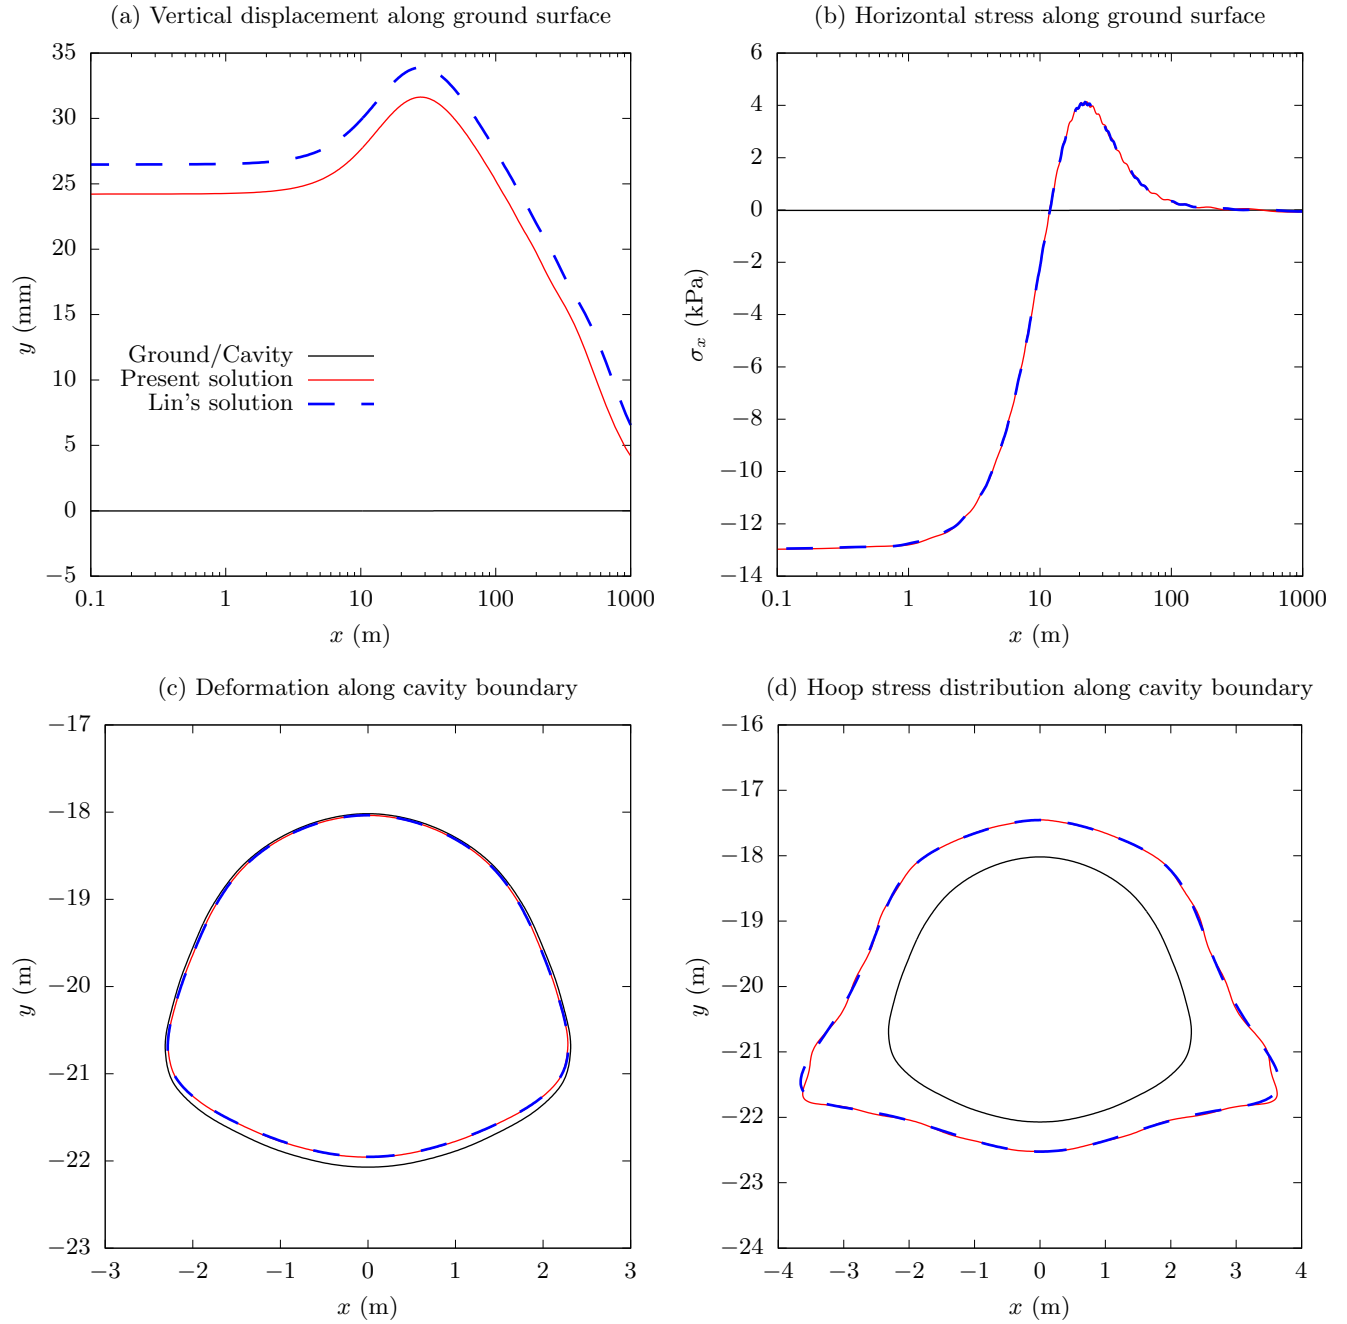 (a) Vertical displacement along ground surface
35
30
25
20
15
10
5
0
−5
y (mm)
Ground/Cavity
Present solution
Lin's solution
0.1 1 10 100 1000
x (m)
(b) Horizontal stress along ground surface
6
4
2
0
−2
−4
−6
−8
−10
−12
−14
σx (kPa)
0.1 1 10 100 1000
x (m)
(c) Deformation along cavity boundary
−17
−18
−19
−20
−21
−22
−23
y (m)
−3 −2 −1 0 1 2 3
x (m)
(d) Hoop stress distribution along cavity boundary
−16
−17
−18
−19
−20
−21
−22
−23
−24
y (m)
−4 −3 −2 −1 0 1 2 3 4
x (m)